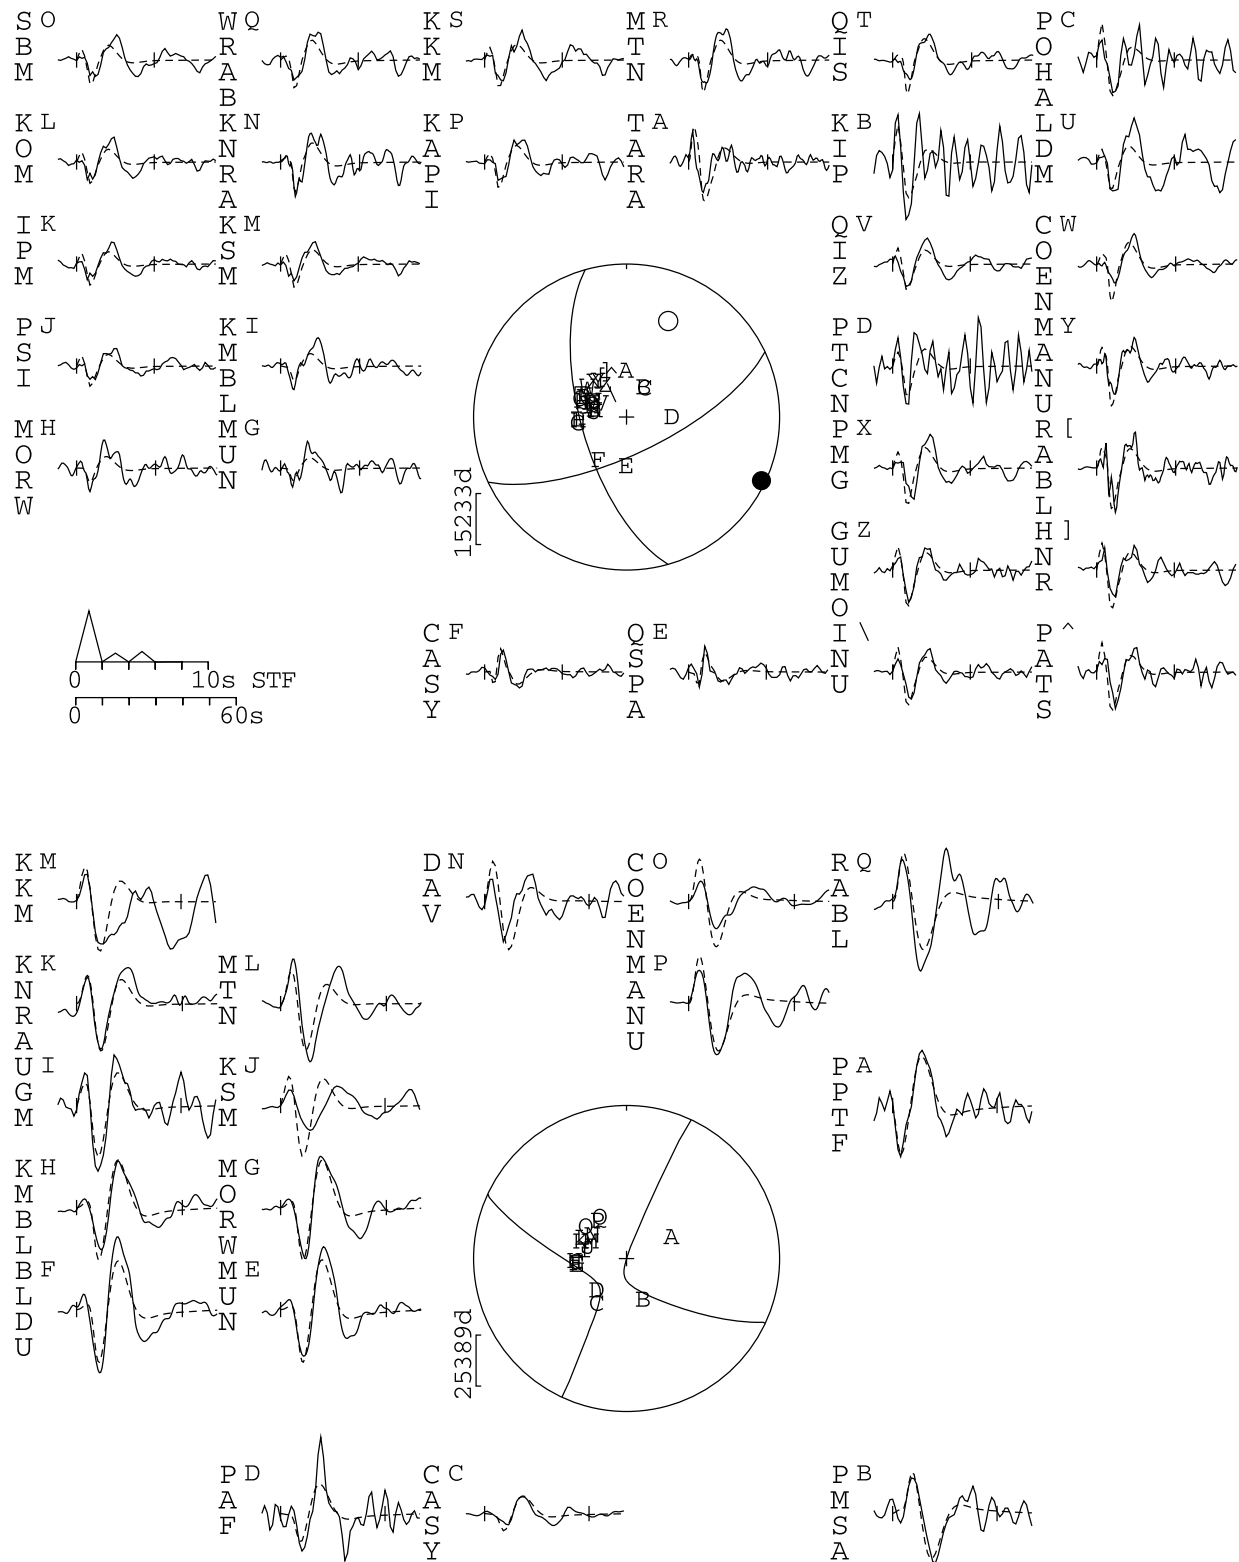 SBM O
WRAB Q
KKM S
MTN R
QIS T
POHA C
KOM L
KNRA N
KAPI P
TARA A
KIP B
LDM U
IPM K
KSM M
QIZ V
COEN W
PSI J
KMBL I
PTCN D
MANU Y
MORW H
MUN G
PMG X
RABL [
GUMO Z
HNR ]
CASY F
QSPA E
INU \
PATS ^
A
C
D
F
E
15233d
0 10s STF
0 60s
KKM M
DAV N
COEN O
RABL Q
KNRA K
MTN L
MANU P
UGM I
KSM J
PPTF A
KMBL H
MORW G
BLDU F
MUN E
A
D
C
B
25389d
PAF D
CASY C
PMSA B